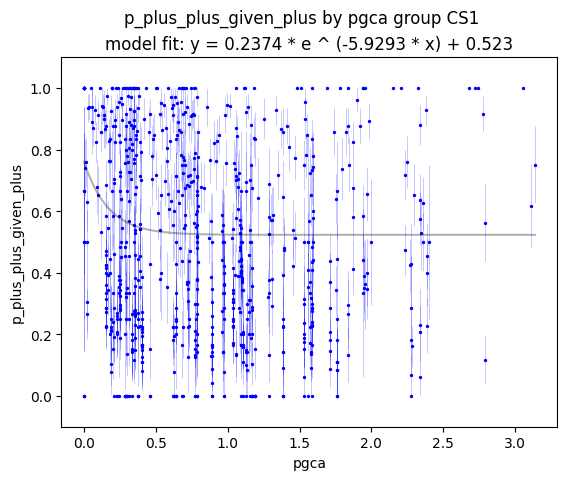 p_plus_plus_given_plus by pgca group CS1
model fit: y = 0.2374 * e ^ (-5.9293 * x) + 0.523
1.0
0.8
0.6
0.4
0.2
0.0
p_plus_plus_given_plus
0.0 0.5 1.0 1.5 2.0 2.5 3.0
pgca